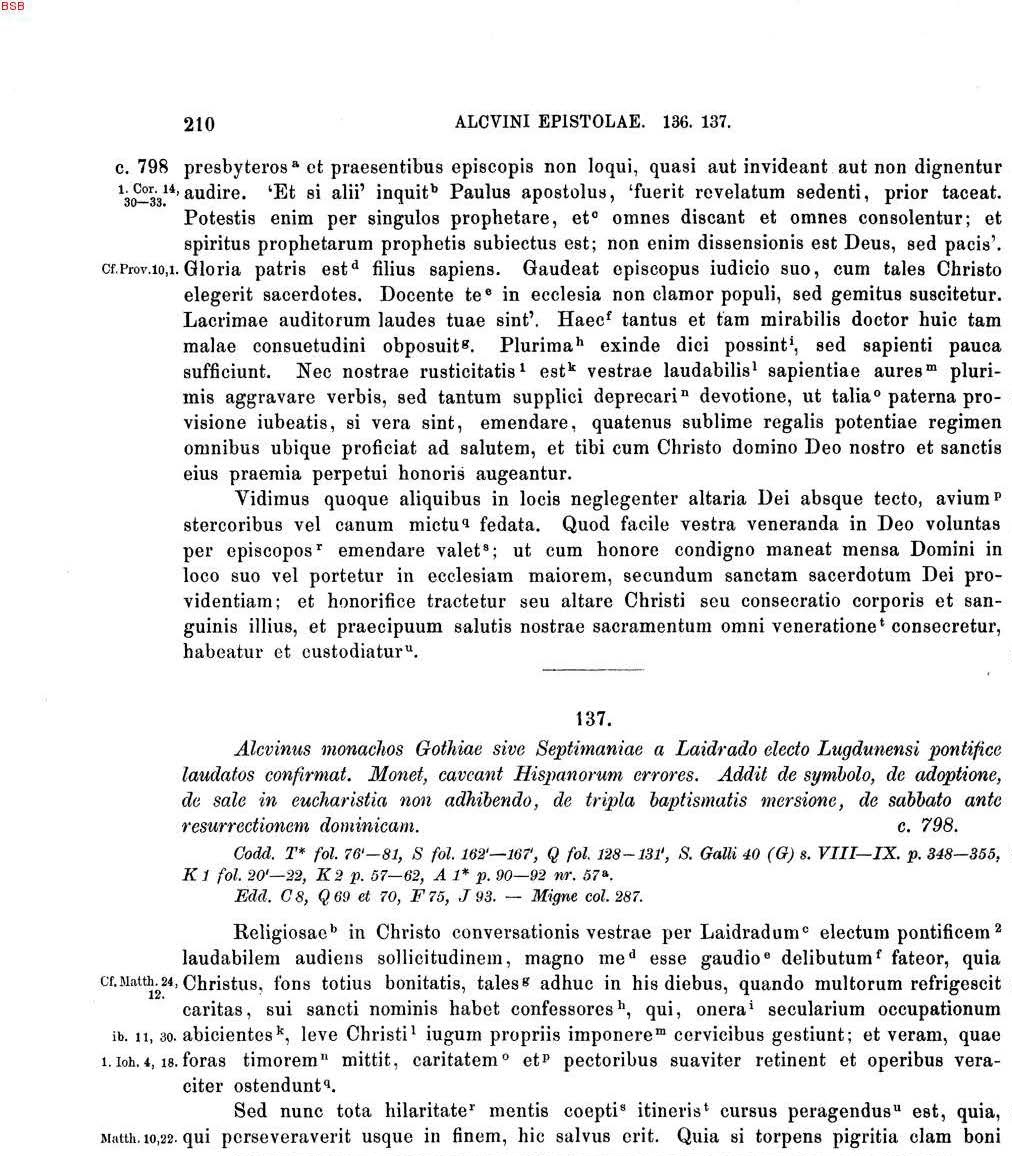 BSB
210 ALCVINI EPISTOLAE. 136. 137.
c. 798 presbyteros a et praesentibus episcopis non loqui, quasi aut invideant aut non dignentur
1. Cor. 14, 30—33. audire. ‘Et si alii’ inquit b Paulus apostolus, ‘fuerit revelatum sedenti, prior taceat.
Potestis enim per singulos prophetare, et c omnes discant et omnes consolentur; et
spiritus prophetarum prophetis subiectus est; non enim dissensionis est Deus, sed pacis’.
Cf. Prov. 10,1. Gloria patris est d filius sapiens. Gaudeat episcopus iudicio suo, cum tales Christo
elegerit sacerdotes. Docente te e in ecclesia non clamor populi, sed gemitus suscitetur.
Lacrimae auditorum laudes tuae sint’. Haec f tantus et tam mirabilis doctor huic tam
malae consuetudini obposuit g. Plurima h exinde dici possint i, sed sapienti pauca
sufficiunt. Nec nostrae rusticitatis 1 est k vestrae laudabilis l sapientiae aures m pluri-
mis aggravare verbis, sed tantum supplici deprecari n devotione, ut talia o paterna pro-
visione iubeatis, si vera sint, emendare, quatenus sublime regalis potentiae regimen
omnibus ubique proficiat ad salutem, et tibi cum Christo domino Deo nostro et sanctis
eius praemia perpetui honoris augeantur.
Vidimus quoque aliquibus in locis neglegenter altaria Dei absque tecto, avium p
stercoribus vel canum mictu q fedata. Quod facile vestra veneranda in Deo voluntas
per episcopos r emendare valet s; ut cum honore condigno maneat mensa Domini in
loco suo vel portetur in ecclesiam maiorem, secundum sanctam sacerdotum Dei pro-
videntiam; et honorifice tractetur seu altare Christi seu consecratio corporis et san-
guinis illius, et praecipuum salutis nostrae sacramentum omni veneratione t consecretur,
habeatur et custodiatur u.
137.
Alcvinus monachos Gothiae sive Septimaniae a Laidrado electo Lugdunensi pontifice
laudatos confirmat. Monet, caveant Hispanorum errores. Addit de symbolo, de adoptione,
de sale in eucharistia non adhibendo, de tripla baptismatis mersione, de sabbato ante
resurrectionem dominicam. c. 798.
Codd. T* fol. 76'—81, S fol. 162'—167', Q fol. 128—131', S. Galli 40 (G) s. VIII—IX. p. 348—355,
K 1 fol. 20'—22, K 2 p. 57—62, A 1* p. 90—92 nr. 57 a.
Edd. C 8, Q 69 et 70, F 75, J 93. — Migne col. 287.
Religiosae b in Christo conversationis vestrae per Laidradum c electum pontificem 2
laudabilem audiens sollicitudinem, magno me d esse gaudio e delibutum f fateor, quia
Cf. Matth. 24, 12. Christus, fons totius bonitatis, tales g adhuc in his diebus, quando multorum refrigescit
caritas, sui sancti nominis habet confessores h, qui, onera i secularium occupationum
ib. 11, 30. abicientes k, leve Christi l iugum propriis imponere m cervicibus gestiunt; et veram, quae
1. Ioh. 4, 18. foras timorem n mittit, caritatem o et p pectoribus suaviter retinent et operibus vera-
citer ostendunt q.
Sed nunc tota hilaritate r mentis coepti s itineris t cursus peragendus u est, quia,
Matth. 10,22. qui perseveraverit usque in finem, hic salvus erit. Quia si torpens pigritia clam boni